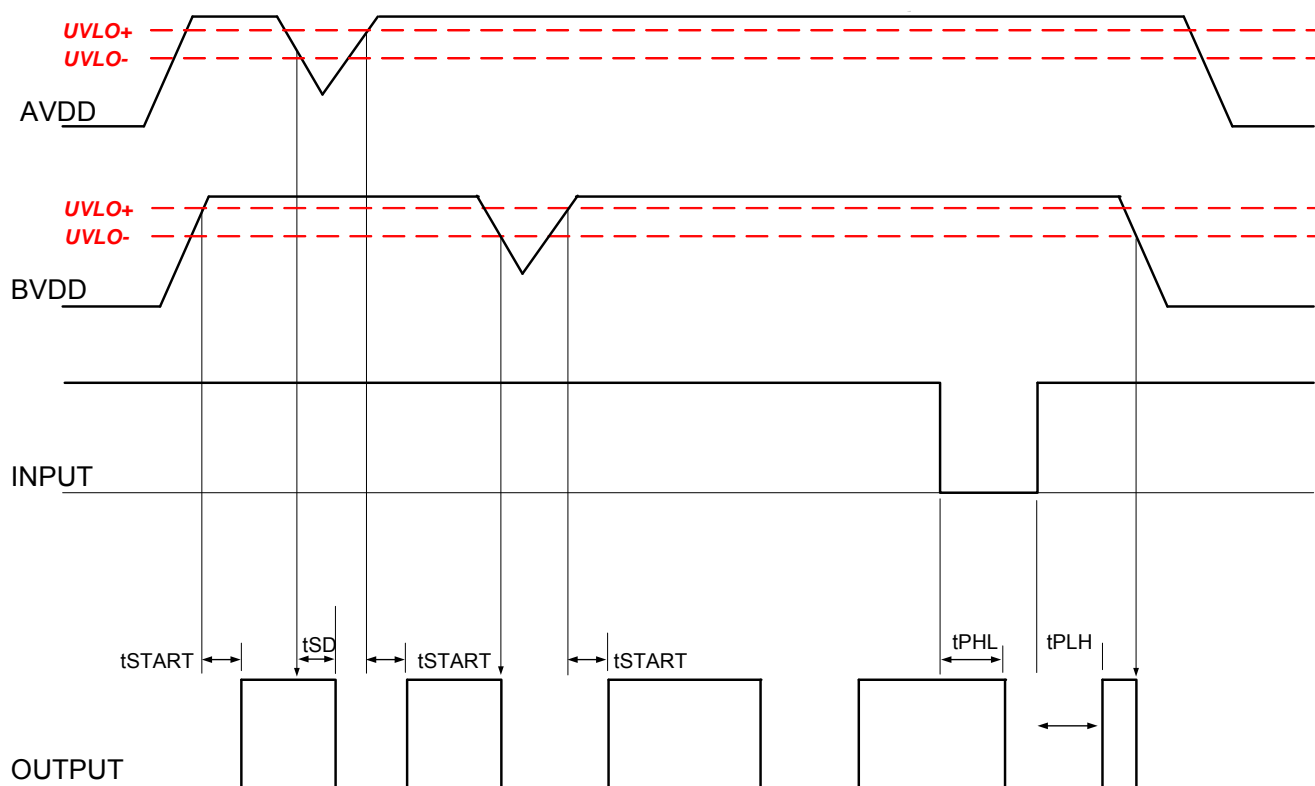 UVLO+
UVLO-
AVDD
UVLO+
UVLO-
BVDD
INPUT
tSTART
tSD
tSTART
tSTART
tPHL
tPLH
OUTPUT